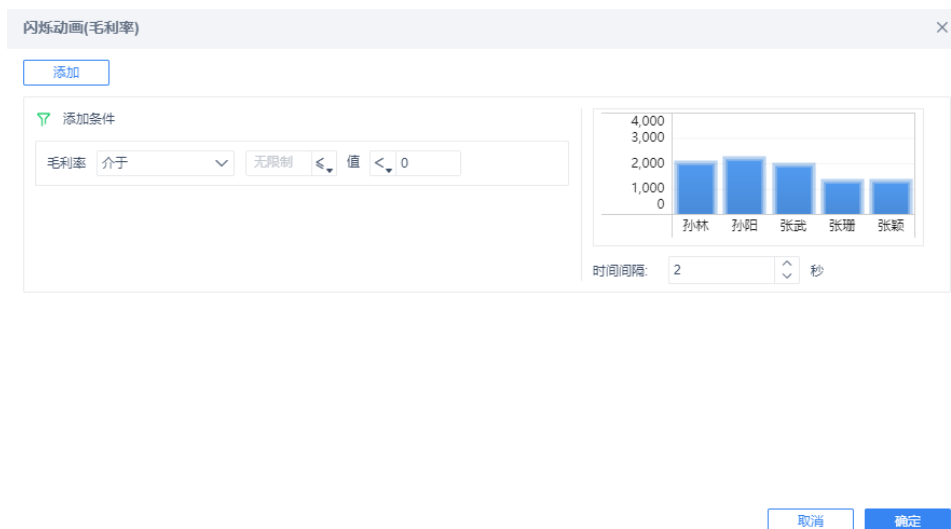 闪烁动画(毛利率)
添加
添加条件
毛利率 介于 无限制 ≤ 值 < 0
4,000
3,000
2,000
1,000
0
孙林 孙阳 张武 张珊 张颖
时间间隔: 2 秒
取消 确定